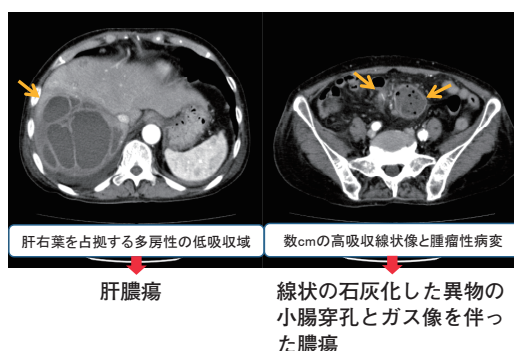 肝右葉を占拠する多房性の低吸収域
数cmの高吸収線状像と腫瘤性病変
肝膿瘍
線状の石灰化した異物の
小腸穿孔とガス像を伴っ
た膿瘍